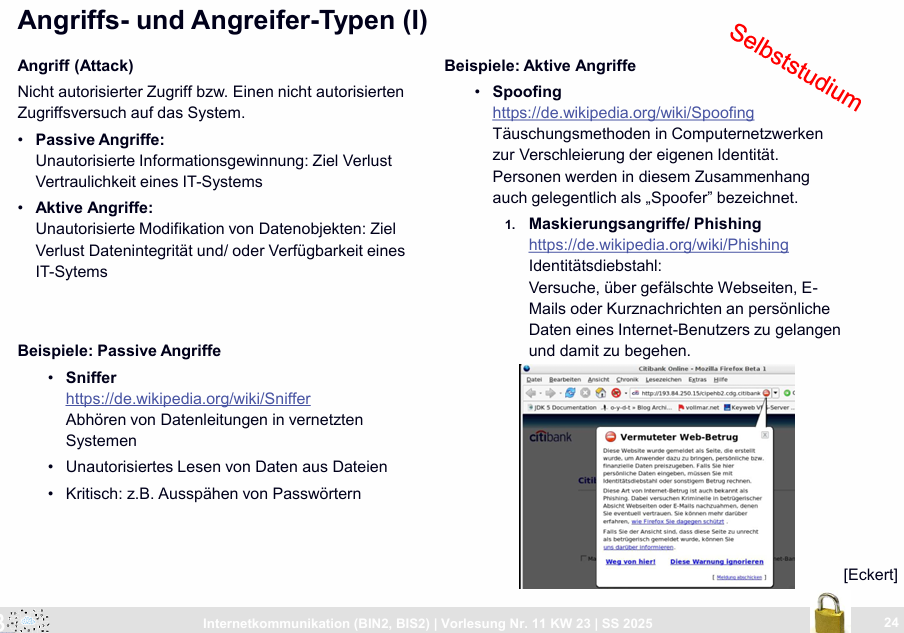 Angriffs- und Angreifer-Typen (I)
Selbststudium
Angriff (Attack)
Nicht autorisierter Zugriff bzw. Einen nicht autorisierten
Zugriffsversuch auf das System.
• Passive Angriffe:
Unautorisierte Informationsgewinnung: Ziel Verlust
Vertraulichkeit eines IT-Systems
• Aktive Angriffe:
Unautorisierte Modifikation von Datenobjekten: Ziel
Verlust Datenintegrität und/ oder Verfügbarkeit eines
IT-Sytems
Beispiele: Passive Angriffe
• Sniffer
https://de.wikipedia.org/wiki/Sniffer
Abhören von Datenleitungen in vernetzten
Systemen
• Unautorisiertes Lesen von Daten aus Dateien
• Kritisch: z.B. Ausspähen von Passwörtern
Beispiele: Aktive Angriffe
• Spoofing
https://de.wikipedia.org/wiki/Spoofing
Täuschungsmethoden in Computernetzwerken
zur Verschleierung der eigenen Identität.
Personen werden in diesem Zusammenhang
auch gelegentlich als „Spoofer” bezeichnet.
1. Maskierungsangriffe/ Phishing
https://de.wikipedia.org/wiki/Phishing
Identitätsdiebstahl:
Versuche, über gefälschte Webseiten, E-
Mails oder Kurznachrichten an persönliche
Daten eines Internet-Benutzers zu gelangen
und damit zu begehen.
Citibank Online - Mozilla Firefox Beta 1
Datei Bearbeiten Ansicht Chronik Lesezeichen Extras Hilfe
http://193.84.250.15/cipehb2.cdg.citibank
JDK 5 Documentation o-y-d-t » Blog Archi... vollmar.net Keyweb -Server ...
citibank
Vermuteter Web-Betrug
Diese Website wurde gemeldet als Seite, die erstellt
wurde, um Anwender dazu zu bringen, persönliche bzw.
finanzielle Daten preiszugeben. Falls Sie hier
persönliche Daten eingeben, müssen Sie mit
Identitätsdiebstahl oder sonstigem Betrug rechnen.
Diese Art von Internet-Betrug ist auch bekannt als
Phishing. Dabei versuchen Kriminelle in betrügerischer
Absicht Webseiten oder E-Mails nachzuahmen, denen
Sie eventuell vertrauen. Sie können mehr darüber
erfahren, wie Firefox Sie dagegen schützt .
Falls Sie der Ansicht sind, dass diese Seite zu unrecht
als betrügerisch gemeldet wurde, können Sie
uns darüber informieren.
Weg von hier! Diese Warnung ignorieren
[ Meldung abschicken ]
[Eckert]
Internetkommunikation (BIN2, BIS2) | Vorlesung Nr. 11 KW 23 | SS 2025
24